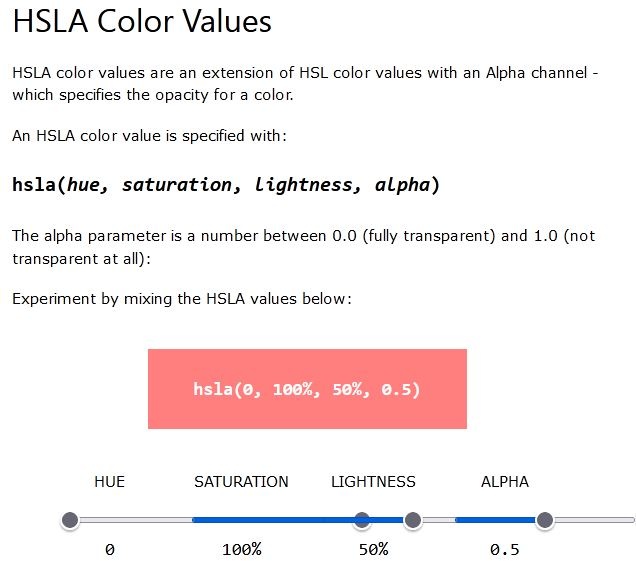 HSLA Color Values
HSLA color values are an extension of HSL color values with an Alpha channel -
which specifies the opacity for a color.
An HSLA color value is specified with:
hsla(hue, saturation, lightness, alpha)
The alpha parameter is a number between 0.0 (fully transparent) and 1.0 (not
transparent at all):
Experiment by mixing the HSLA values below:
hsla(0, 100%, 50%, 0.5)
HUE SATURATION LIGHTNESS ALPHA
0 100% 50% 0.5